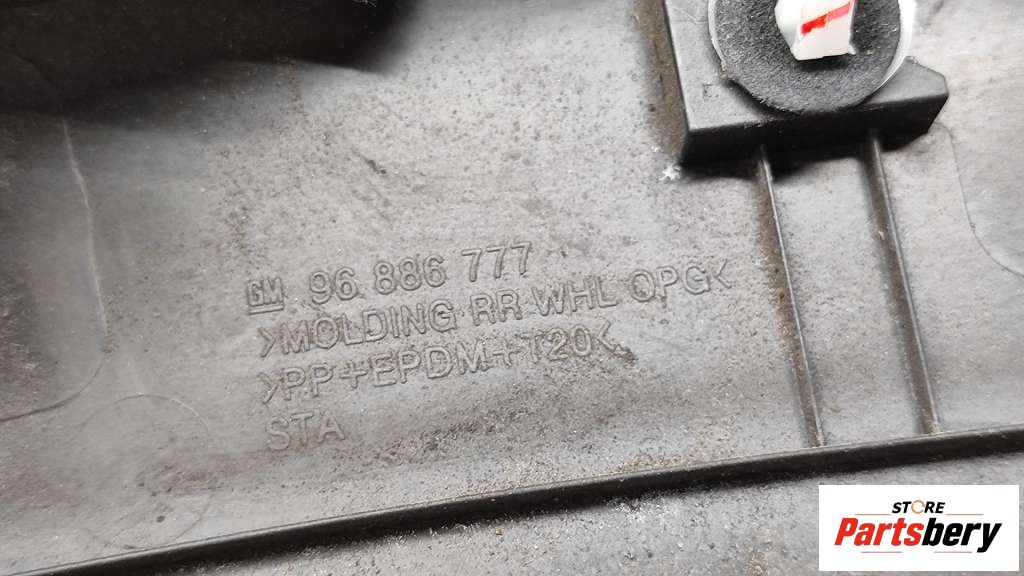 GM 96 886 777
>MOLDING RR WHL OPG<
>PP+EPDM+T20<
STA
STORE
Partsbery